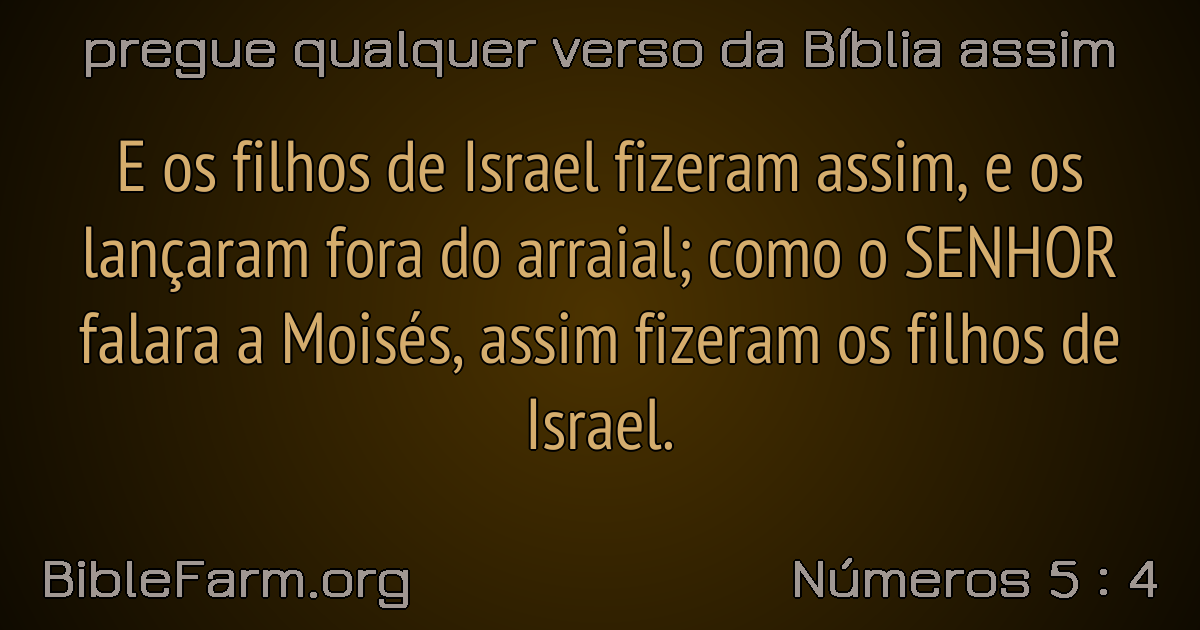 pregue qualquer verso da Bíblia assim
E os filhos de Israel fizeram assim, e os
lançaram fora do arraial; como o SENHOR
falara a Moisés, assim fizeram os filhos de
Israel.
BibleFarm.org
Números 5 : 4